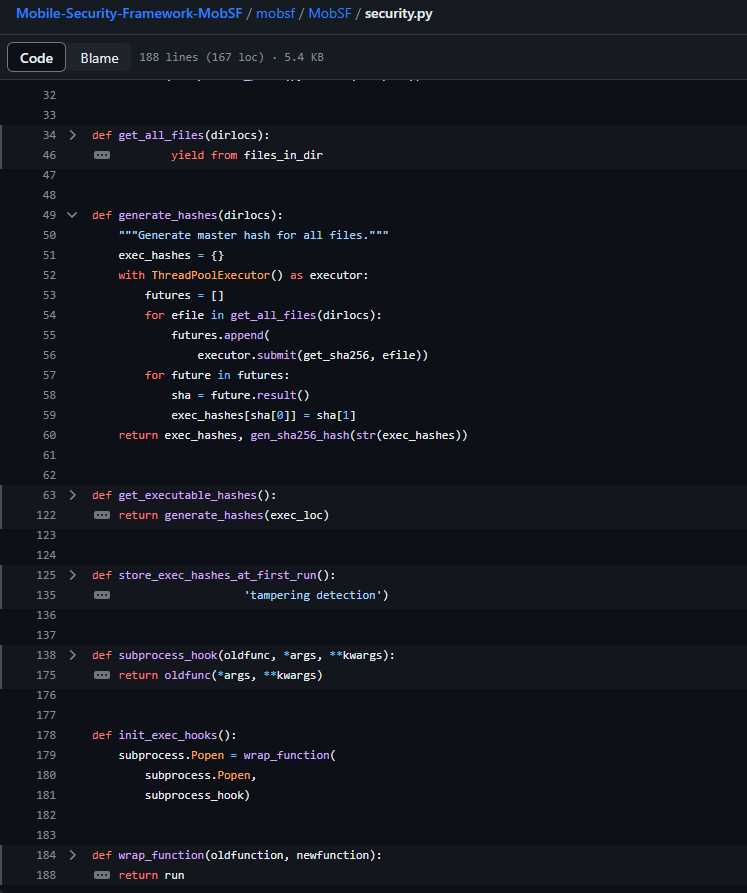 Mobile-Security-Framework-MobSF / mobsf / MobSF / security.py
Code Blame 188 lines (167 loc) · 5.4 KB
32
33
34 def get_all_files(dirlocs):
46 yield from files_in_dir
47
48
49 def generate_hashes(dirlocs):
50 """Generate master hash for all files."""
51 exec_hashes = {}
52 with ThreadPoolExecutor() as executor:
53 futures = []
54 for efile in get_all_files(dirlocs):
55 futures.append(
56 executor.submit(get_sha256, efile))
57 for future in futures:
58 sha = future.result()
59 exec_hashes[sha[0]] = sha[1]
60 return exec_hashes, gen_sha256_hash(str(exec_hashes))
61
62
63 def get_executable_hashes():
122 return generate_hashes(exec_loc)
123
124
125 def store_exec_hashes_at_first_run():
135 'tampering detection')
136
137
138 def subprocess_hook(oldfunc, *args, **kwargs):
175 return oldfunc(*args, **kwargs)
176
177
178 def init_exec_hooks():
179 subprocess.Popen = wrap_function(
180 subprocess.Popen,
181 subprocess_hook)
182
183
184 def wrap_function(oldfunction, newfunction):
188 return run